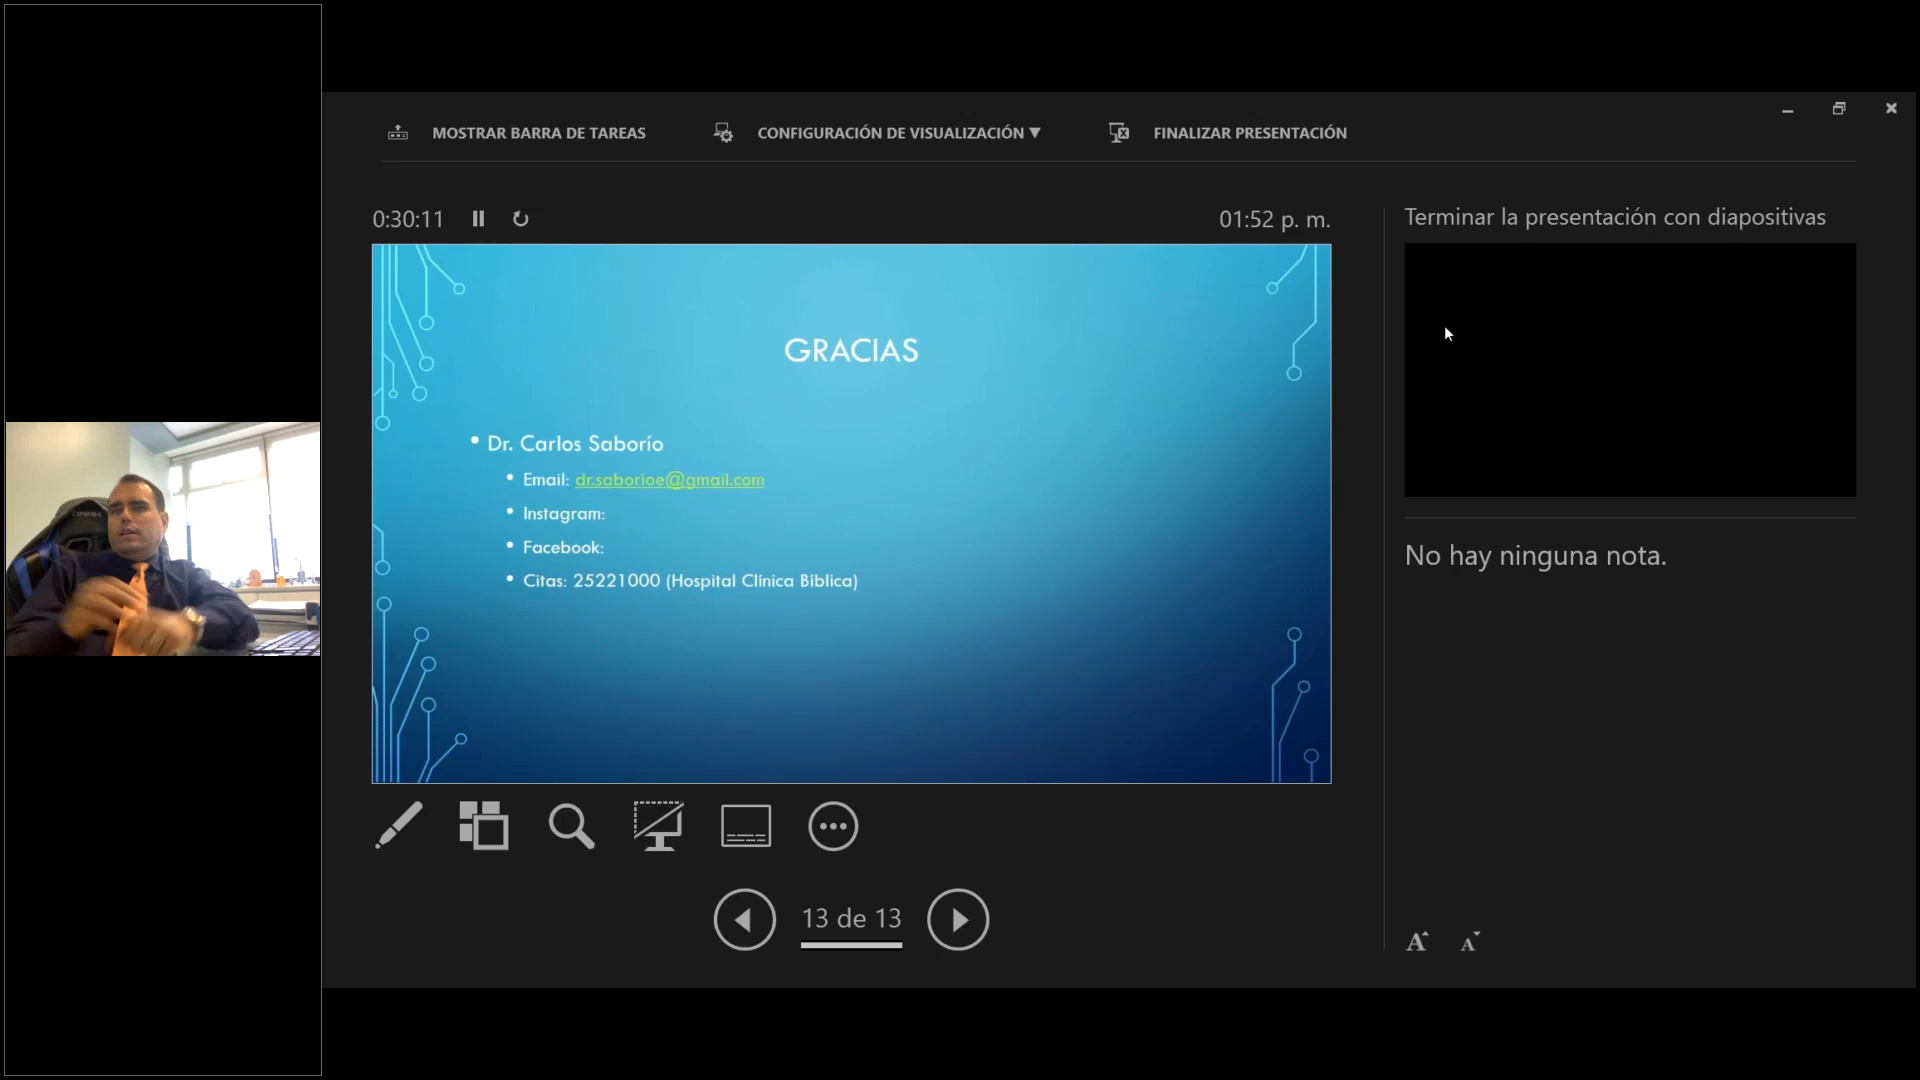 MOSTRAR BARRA DE TAREAS
CONFIGURACIÓN DE VISUALIZACIÓN ▼
FINALIZAR PRESENTACIÓN
0:30:11
01:52 p. m.
GRACIAS
• Dr. Carlos Saborío
• Email: dr.saborioe@gmail.com
• Instagram:
• Facebook:
• Citas: 25221000 (Hospital Clínica Bíblica)
13 de 13
Terminar la presentación con diapositivas
No hay ninguna nota.
A A